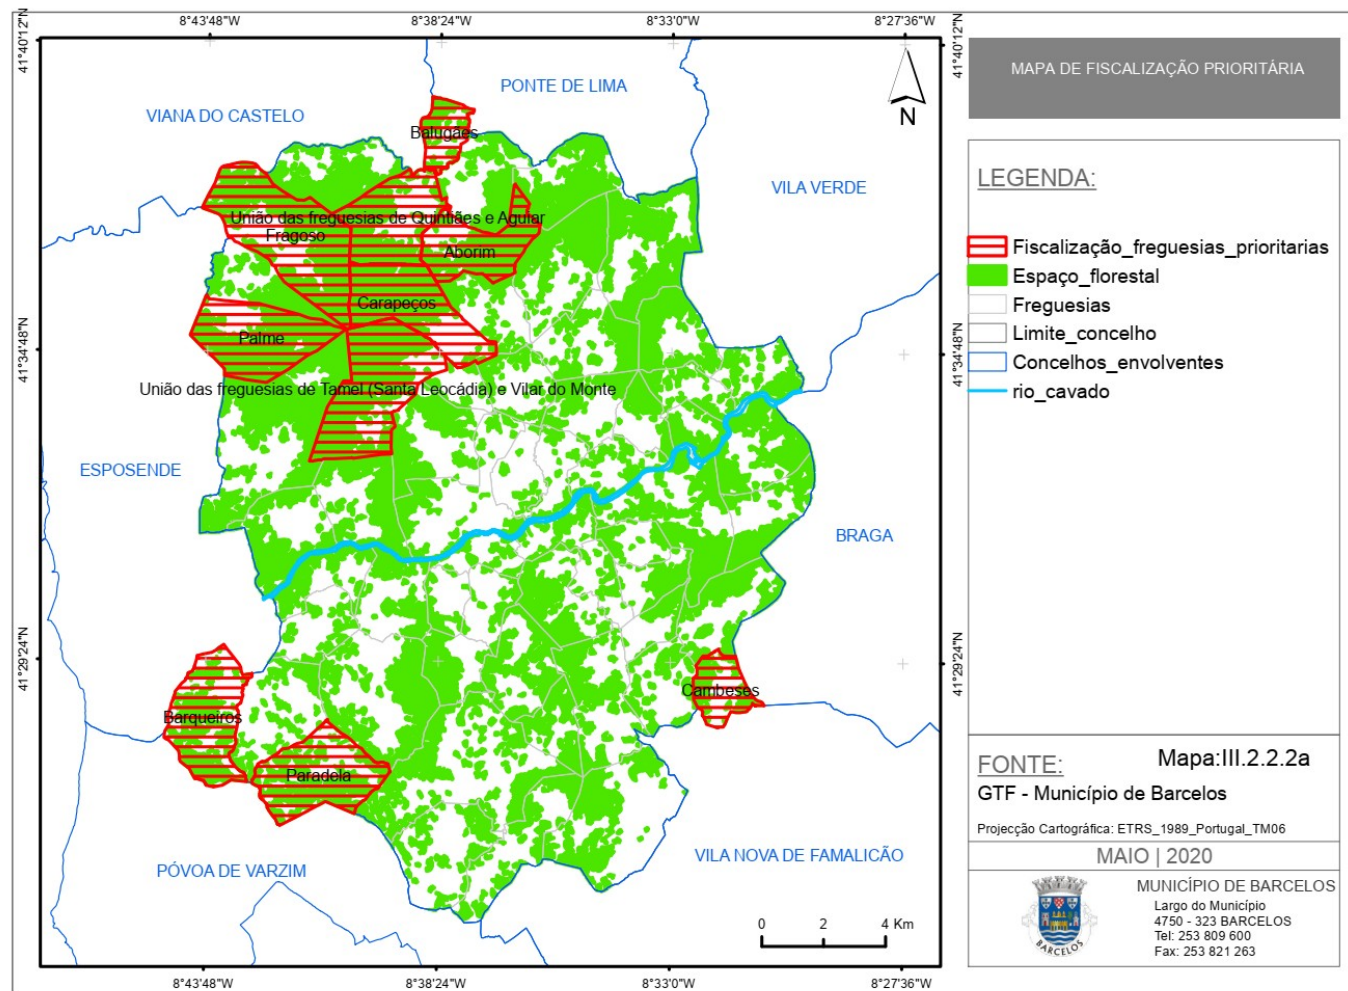 8°43'48"W
8°38'24"W
8°33'0"W
8°27'36"W
41°40'12"N
41°40'12"N
MAPA DE FISCALIZAÇÃO PRIORITÁRIA
PONTE DE LIMA
VIANA DO CASTELO
N
Balugães
LEGENDA:
VILA VERDE
União das freguesias de Quintiães e Aguiar
Fragoso
Aborim
Fiscalização_freguesias_prioritarias
Espaço_florestal
Carapeços
Freguesias
Palme
Limite_concelho
41°34'48"N
41°34'48"N
Concelhos_envolventes
União das freguesias de Tamel (Santa Leocádia) e Vilar do Monte
rio_cavado
ESPOSENDE
BRAGA
41°29'24"N
41°29'24"N
Cambeses
Barqueiros
Paradela
FONTE:
Mapa:III.2.2.2a
GTF - Município de Barcelos
Projecção Cartográfica: ETRS_1989_Portugal_TM06
MAIO | 2020
VILA NOVA DE FAMALICÃO
PÓVOA DE VARZIM
MUNICÍPIO DE BARCELOS
Largo do Município
4750 - 323 BARCELOS
Tel: 253 809 600
Fax: 253 821 263
BARCELOS
0 2 4 Km
8°43'48"W
8°38'24"W
8°33'0"W
8°27'36"W